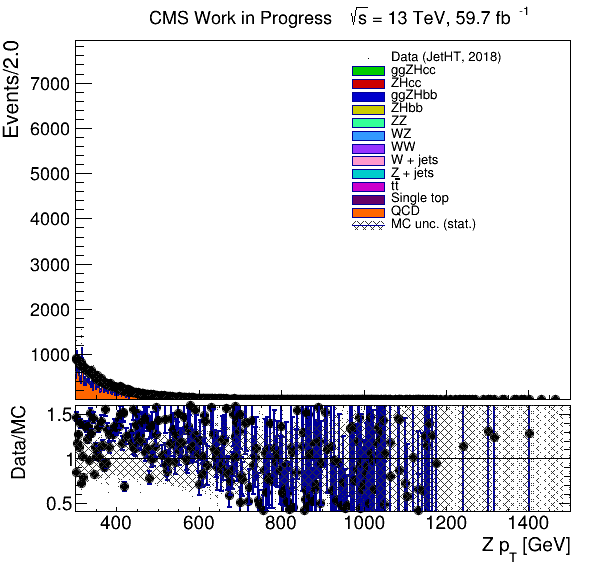 CMS Work in Progress √s = 13 TeV, 59.7 fb⁻¹
Events/2.0
7000
6000
5000
4000
3000
2000
1000
Data (JetHT, 2018)
ggZHcc
ZHcc
ggZHbb
ZHbb
ZZ
WZ
WW
W + jets
Z + jets
tt̄
Single top
QCD
MC unc. (stat.)
Data/MC
1.5
1
0.5
400 600 800 1000 1200 1400
Z p_T [GeV]